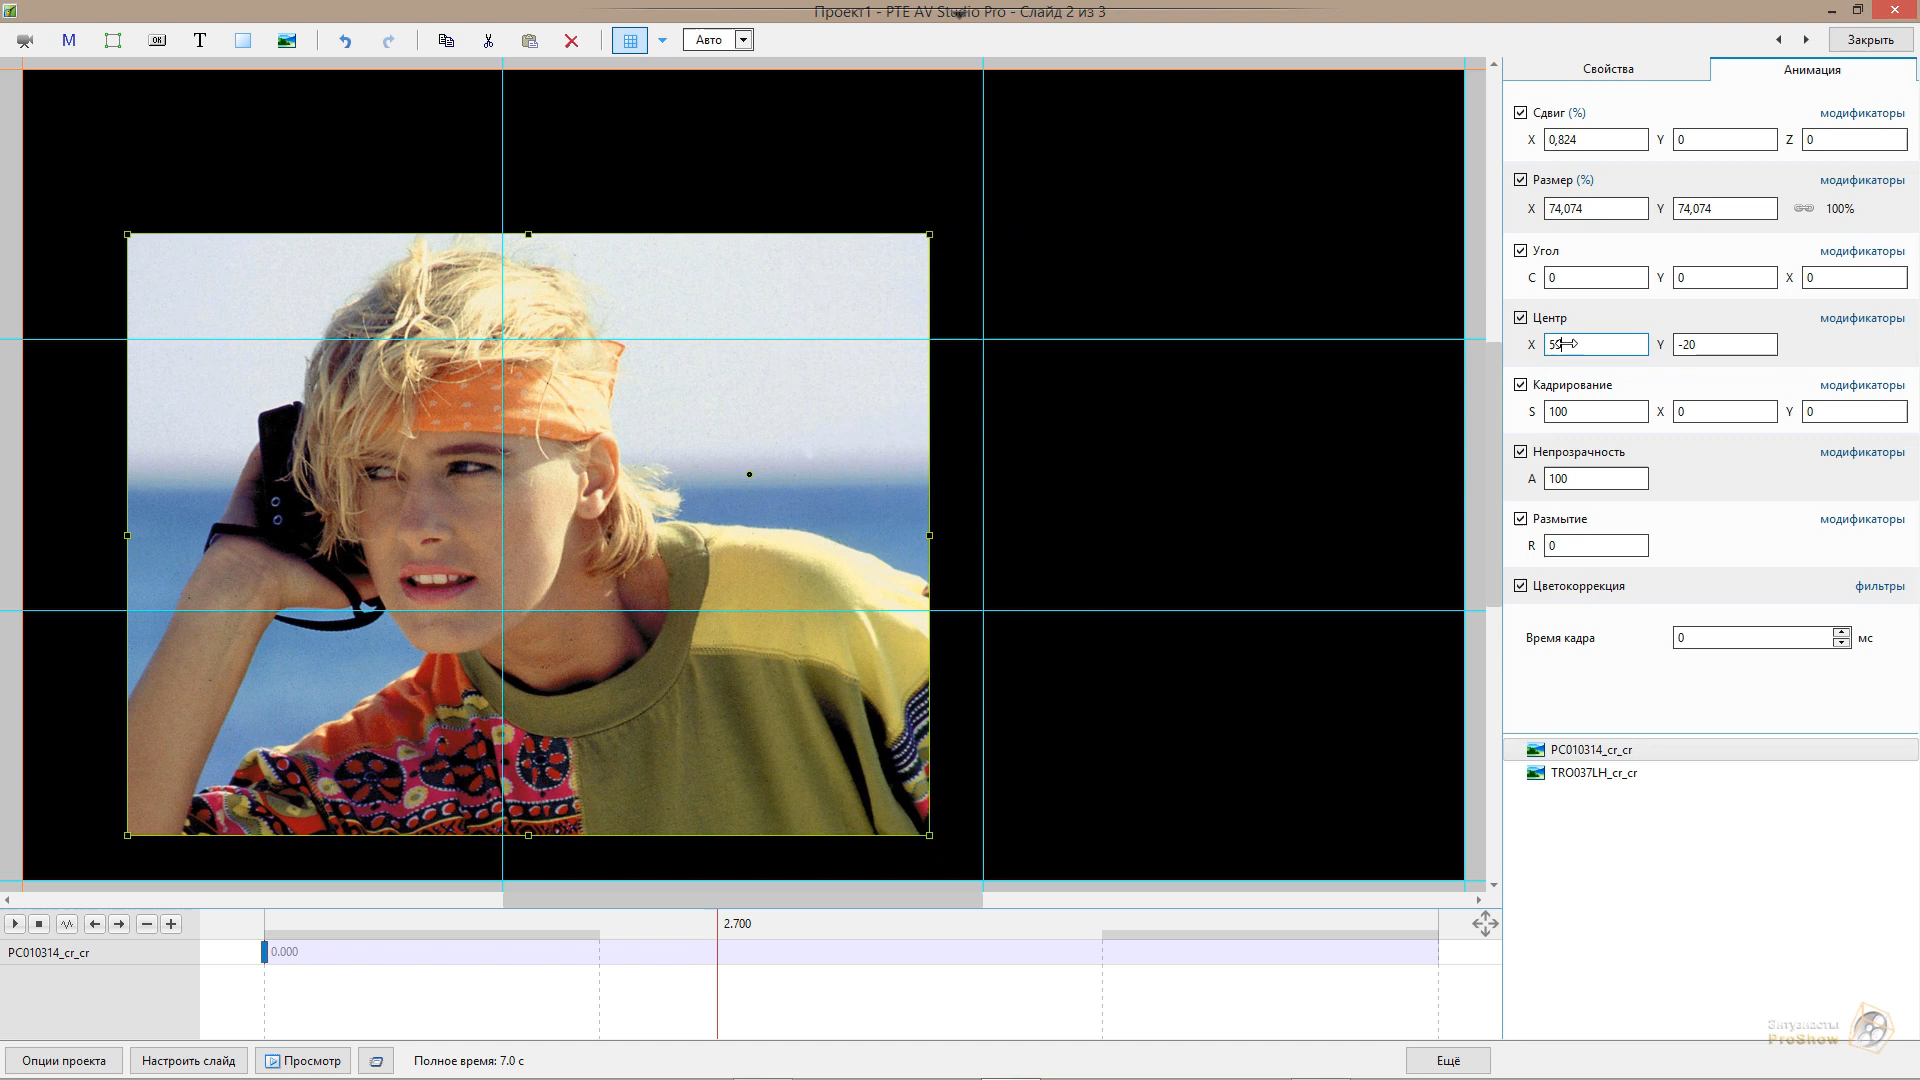 Проект1 - PTE AV Studio Pro - Слайд 2 из 3
M
OK
T
Авто
Закрыть
Свойства
Анимация
Сдвиг (%)
модификаторы
X 0,824 Y 0 Z 0
Размер (%)
модификаторы
X 74,074 Y 74,074 100%
Угол
модификаторы
C 0 Y 0 X 0
Центр
модификаторы
X Y -20
Кадрирование
модификаторы
S 100 X 0 Y 0
Непрозрачность
модификаторы
A 100
Размытие
модификаторы
R 0
Цветокоррекция
фильтры
Время кадра 0 мс
PC010314_cr_cr
TRO037LH_cr_cr
2.700
PC010314_cr_cr
0.000
Энтузиасты
ProShow
Опции проекта
Настроить слайд
Просмотр
Полное время: 7.0 с
Ещё